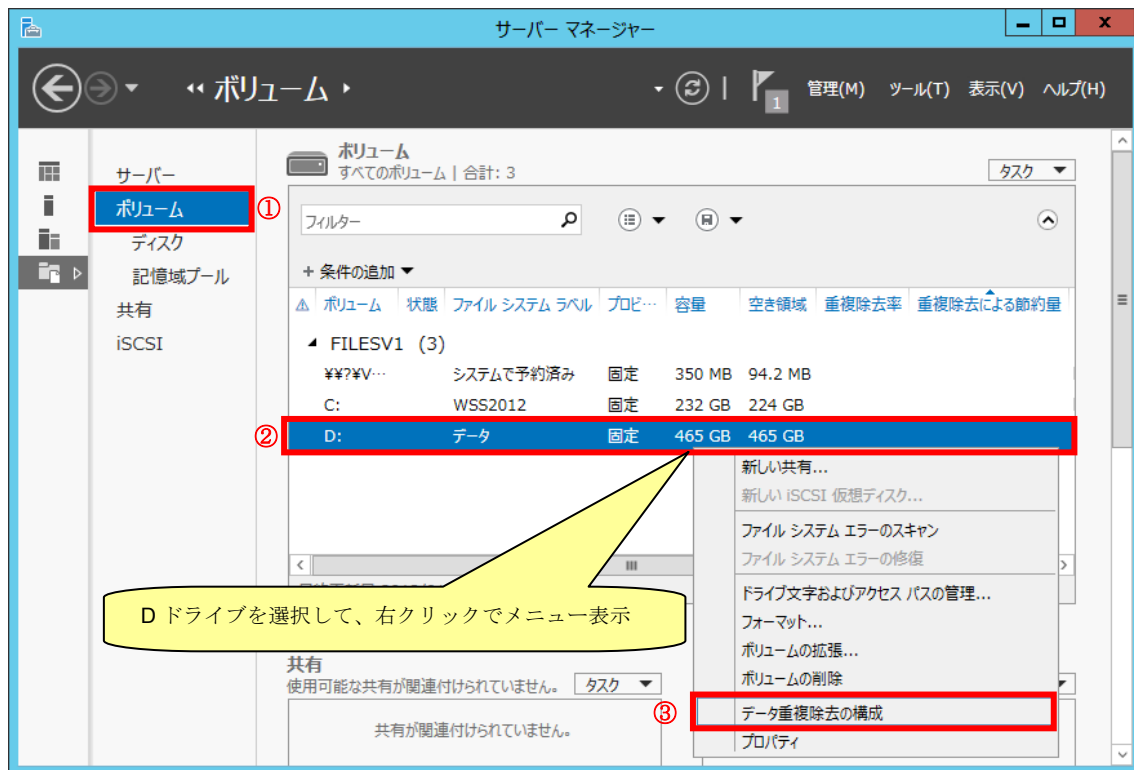 サーバー マネージャー
ボリューム
1
管理(M) ツール(T) 表示(V) ヘルプ(H)
サーバー
ボリューム
ディスク
記憶域プール
共有
iSCSI
①
ボリューム
すべてのボリューム | 合計: 3
タスク
フィルター
+ 条件の追加
ボリューム 状態 ファイル システム ラベル プロビ… 容量 空き領域 重複除去率 重複除去による節約量
FILESV1 (3)
¥¥?¥V… システムで予約済み 固定 350 MB 94.2 MB
C: WSS2012 固定 232 GB 224 GB
② D: データ 固定 465 GB 465 GB
新しい共有...
新しい iSCSI 仮想ディスク...
ファイル システム エラーのスキャン
ファイル システム エラーの修復
ドライブ文字およびアクセス パスの管理...
フォーマット...
ボリュームの拡張...
ボリュームの削除
③ データ重複除去の構成
プロパティ
D ドライブを選択して、右クリックでメニュー表示
共有
使用可能な共有が関連付けられていません。 タスク
共有が関連付けられていません。